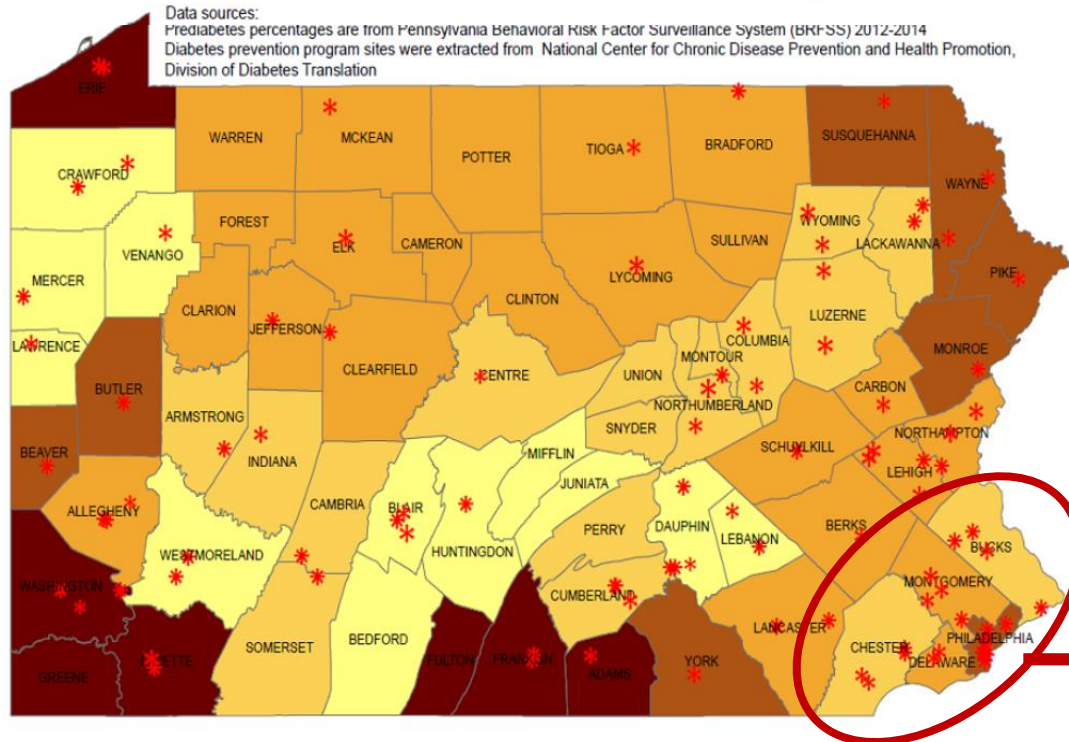 Data sources:
Prediabetes percentages are from Pennsylvania Behavioral Risk Factor Surveillance System (BRFSS) 2012-2014
Diabetes prevention program sites were extracted from National Center for Chronic Disease Prevention and Health Promotion,
Division of Diabetes Translation
ERIE
WARREN
MCKEAN
POTTER
TIOGA
BRADFORD
SUSQUEHANNA
CRAWFORD
WAYNE
FOREST
WYOMING
LACKAWANNA
VENANGO
ELK
CAMERON
SULLIVAN
MERCER
LYCOMING
PIKE
CLARION
CLINTON
LUZERNE
JEFFERSON
COLUMBIA
LAWRENCE
MONTOUR
MONROE
CLEARFIELD
CENTRE
UNION
BUTLER
CARBON
ARMSTRONG
NORTHUMBERLAND
SNYDER
NORTHAMPTON
BEAVER
INDIANA
MIFFLIN
SCHUYLKILL
LEHIGH
JUNIATA
CAMBRIA
BLAIR
ALLEGHENY
PERRY
DAUPHIN
BERKS
LEBANON
BUCKS
WESTMORELAND
HUNTINGDON
MONTGOMERY
WASHINGTON
CUMBERLAND
LANCASTER
PHILADELPHIA
SOMERSET
BEDFORD
CHESTER
DELAWARE
FAYETTE
FULTON
FRANKLIN
ADAMS
YORK
GREENE